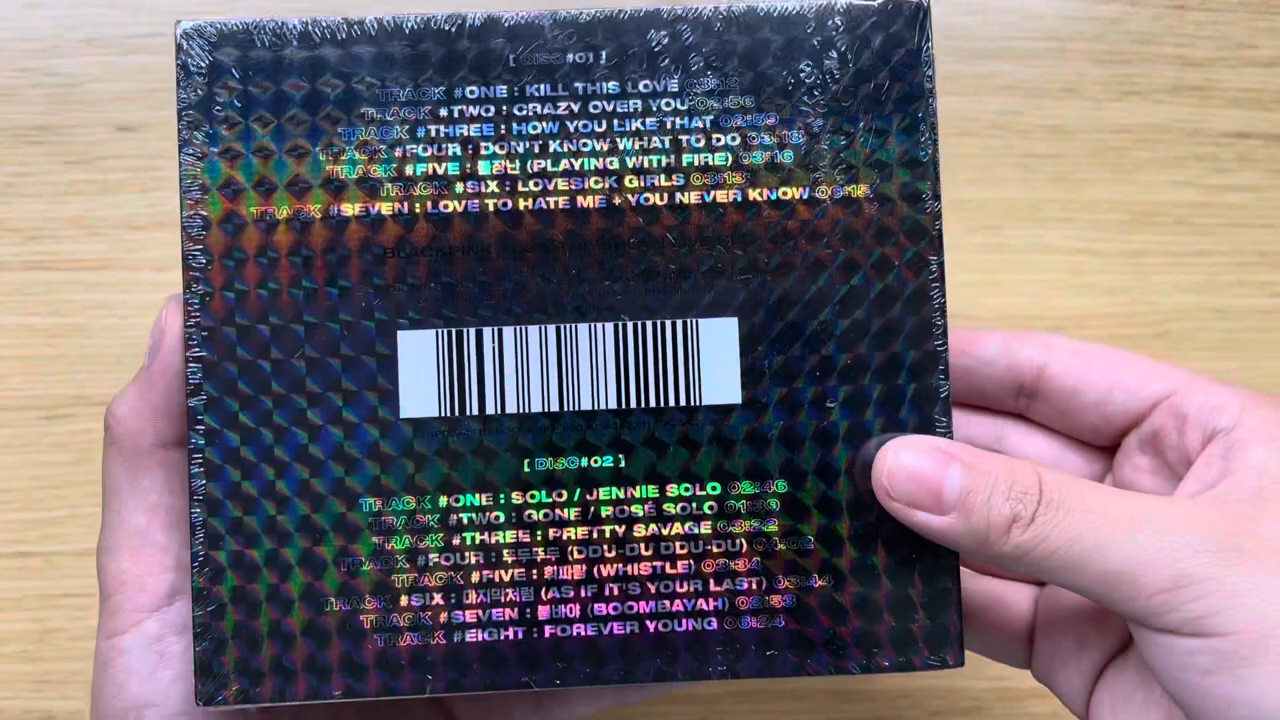 [ DISC#01 ]
TRACK #ONE : KILL THIS LOVE 03:12
TRACK #TWO : CRAZY OVER YOU 02:56
TRACK #THREE : HOW YOU LIKE THAT 02:59
TRACK #FOUR : DON'T KNOW WHAT TO DO 03:18
TRACK #FIVE : 불장난 (PLAYING WITH FIRE) 03:16
TRACK #SIX : LOVESICK GIRLS 03:13
TRACK #SEVEN : LOVE TO HATE ME + YOU NEVER KNOW 06:15
BLACKPINK
[ DISC#02 ]
TRACK #ONE : SOLO / JENNIE SOLO 02:46
TRACK #TWO : GONE / ROSÉ SOLO 01:39
TRACK #THREE : PRETTY SAVAGE 03:22
TRACK #FOUR : 뚜두뚜두 (DDU-DU DDU-DU) 04:02
TRACK #FIVE : 휘파람 (WHISTLE) 03:34
TRACK #SIX : 마지막처럼 (AS IF IT'S YOUR LAST) 03:44
TRACK #SEVEN : 붐바야 (BOOMBAYAH) 02:53
TRACK #EIGHT : FOREVER YOUNG 06:24